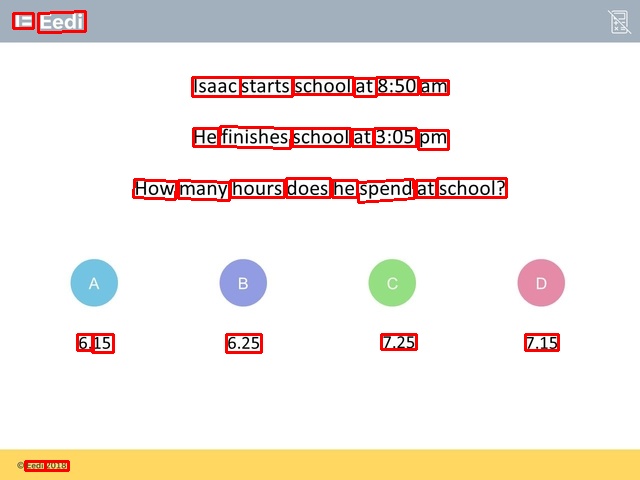 Eedi
Isaac starts school at 8:50 am
He finishes school at 3:05 pm
How many hours does he spend at school?
A B C D
6.15 6.25 7.25 7.15
© Eedi 2018